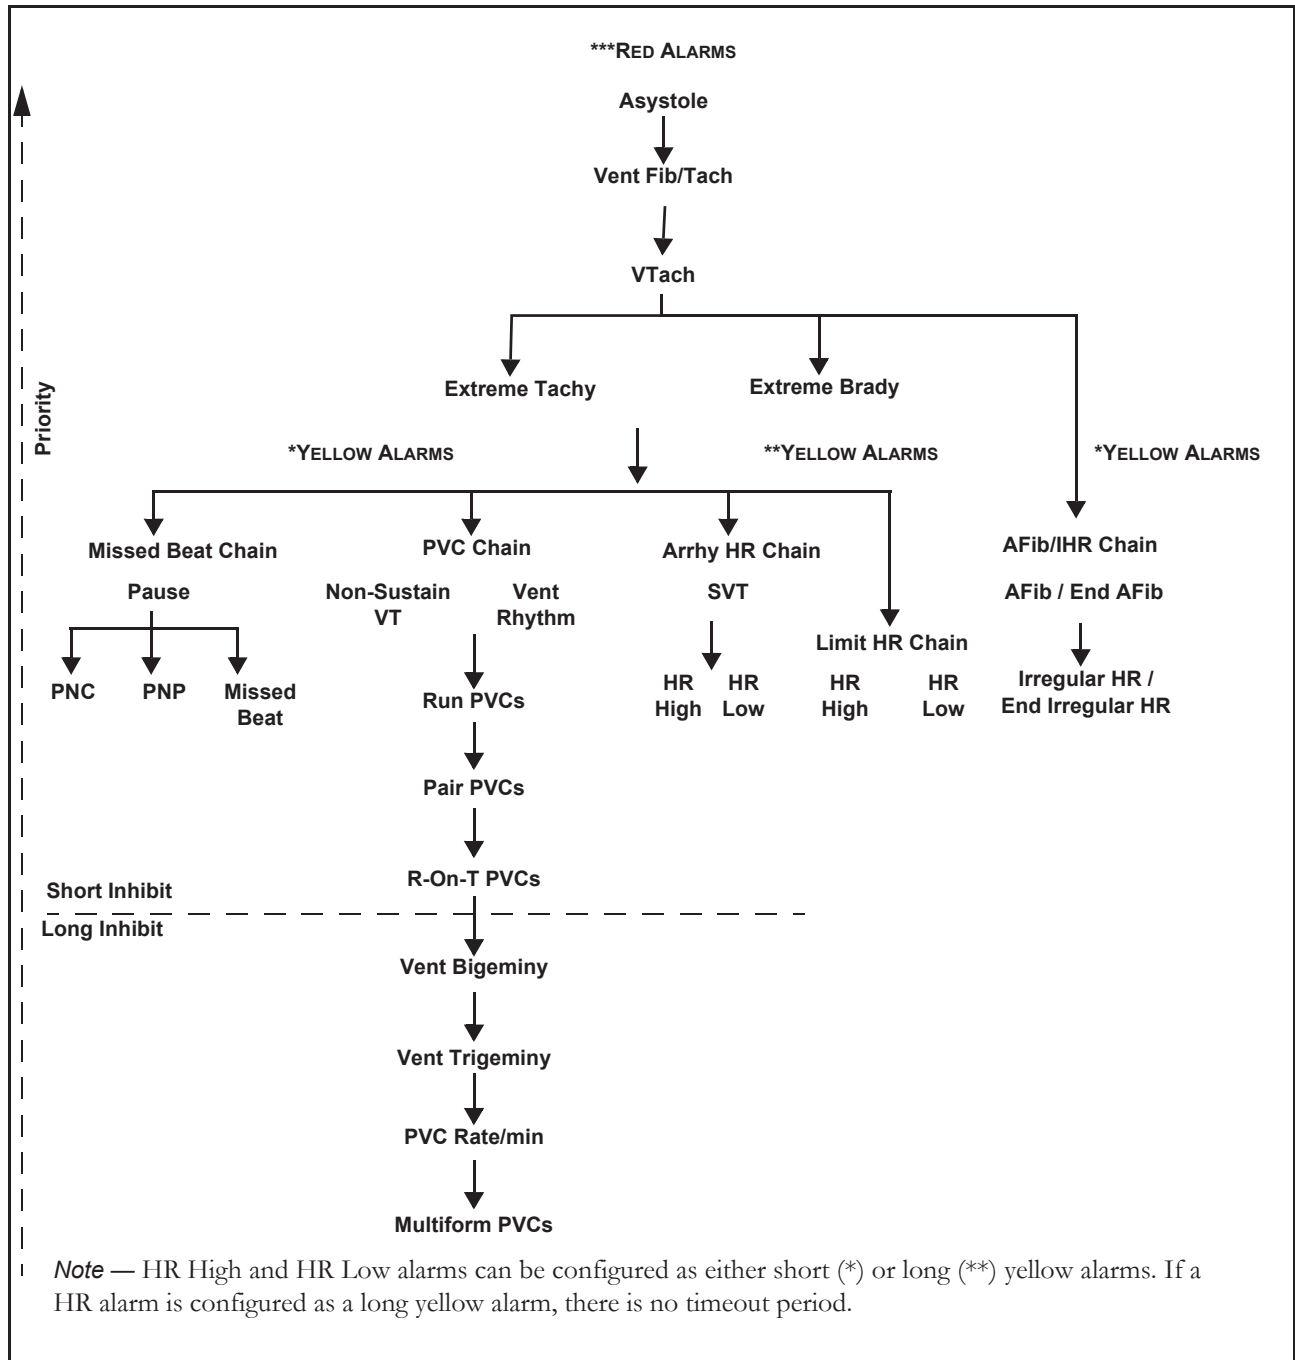 ***RED ALARMS
Asystole
Vent Fib/Tach
VTach
Extreme Tachy
Extreme Brady
Priority
*YELLOW ALARMS
**YELLOW ALARMS
*YELLOW ALARMS
Missed Beat Chain
PVC Chain
Arrhy HR Chain
AFib/IHR Chain
Pause
Non-Sustain
VT
Vent
Rhythm
SVT
AFib / End AFib
Limit HR Chain
PNC
PNP
Missed
Beat
Run PVCs
HR
High
HR
Low
HR
High
HR
Low
Irregular HR /
End Irregular HR
Pair PVCs
R-On-T PVCs
Short Inhibit
Long Inhibit
Vent Bigeminy
Vent Trigeminy
PVC Rate/min
Multiform PVCs
Note — HR High and HR Low alarms can be configured as either short (*) or long (**) yellow alarms. If a
HR alarm is configured as a long yellow alarm, there is no timeout period.